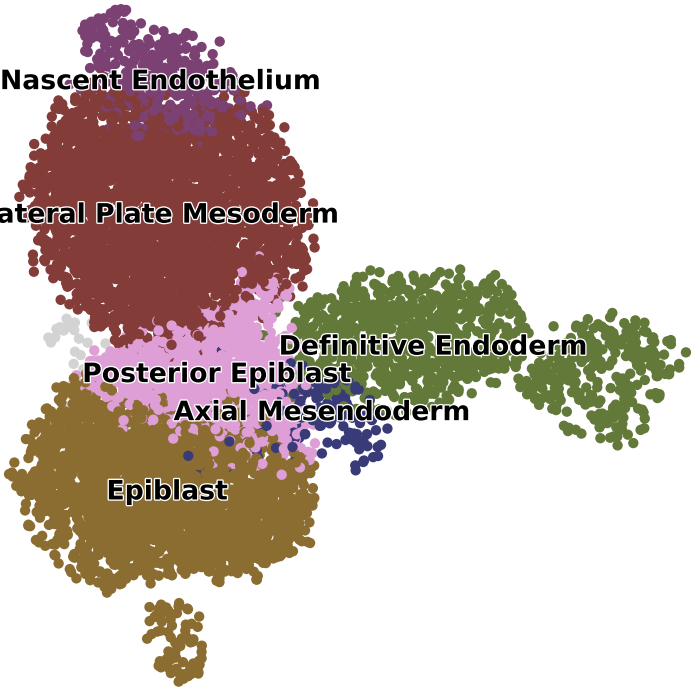 Nascent Endothelium
ateral Plate Mesoderm
Definitive Endoderm
Posterior Epiblast
Axial Mesendoderm
Epiblast